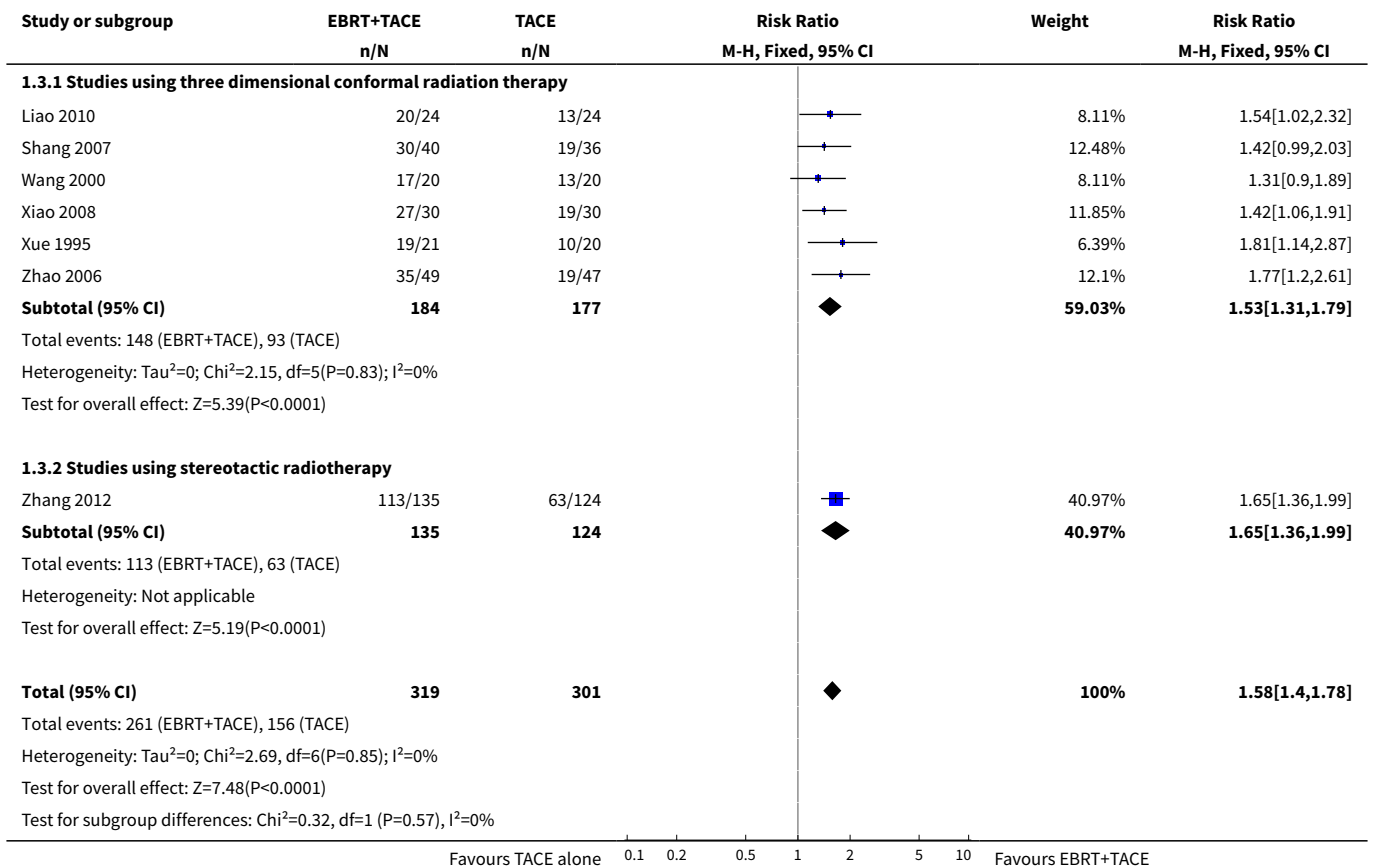 Study or subgroup EBRT+TACE TACE Risk Ratio Weight Risk Ratio
n/N n/N M-H, Fixed, 95% CI M-H, Fixed, 95% CI
1.3.1 Studies using three dimensional conformal radiation therapy
Liao 2010 20/24 13/24 8.11% 1.54[1.02,2.32]
Shang 2007 30/40 19/36 12.48% 1.42[0.99,2.03]
Wang 2000 17/20 13/20 8.11% 1.31[0.9,1.89]
Xiao 2008 27/30 19/30 11.85% 1.42[1.06,1.91]
Xue 1995 19/21 10/20 6.39% 1.81[1.14,2.87]
Zhao 2006 35/49 19/47 12.1% 1.77[1.2,2.61]
Subtotal (95% CI) 184 177 59.03% 1.53[1.31,1.79]
Total events: 148 (EBRT+TACE), 93 (TACE)
Heterogeneity: Tau²=0; Chi²=2.15, df=5(P=0.83); I²=0%
Test for overall effect: Z=5.39(P<0.0001)
1.3.2 Studies using stereotactic radiotherapy
Zhang 2012 113/135 63/124 40.97% 1.65[1.36,1.99]
Subtotal (95% CI) 135 124 40.97% 1.65[1.36,1.99]
Total events: 113 (EBRT+TACE), 63 (TACE)
Heterogeneity: Not applicable
Test for overall effect: Z=5.19(P<0.0001)
Total (95% CI) 319 301 100% 1.58[1.4,1.78]
Total events: 261 (EBRT+TACE), 156 (TACE)
Heterogeneity: Tau²=0; Chi²=2.69, df=6(P=0.85); I²=0%
Test for overall effect: Z=7.48(P<0.0001)
Test for subgroup differences: Chi²=0.32, df=1 (P=0.57), I²=0%
Favours TACE alone 0.1 0.2 0.5 1 2 5 10 Favours EBRT+TACE